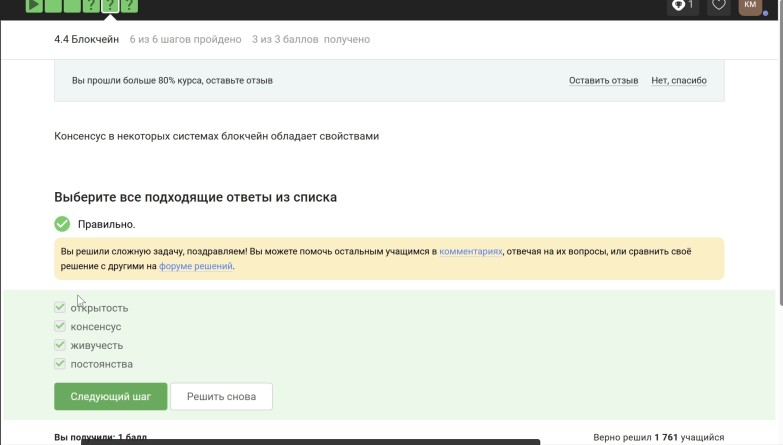 ? ? ?
1
КМ
4.4 Блокчейн 6 из 6 шагов пройдено 3 из 3 баллов получено
Вы прошли больше 80% курса, оставьте отзыв Оставить отзыв Нет, спасибо
Консенсус в некоторых системах блокчейн обладает свойствами
Выберите все подходящие ответы из списка
Правильно.
Вы решили сложную задачу, поздравляем! Вы можете помочь остальным учащимся в комментариях, отвечая на их вопросы, или сравнить своё
решение с другими на форуме решений.
открытость
консенсус
живучесть
постоянства
Следующий шаг Решить снова
Вы получили: 1 балл Верно решил 1 761 учащийся